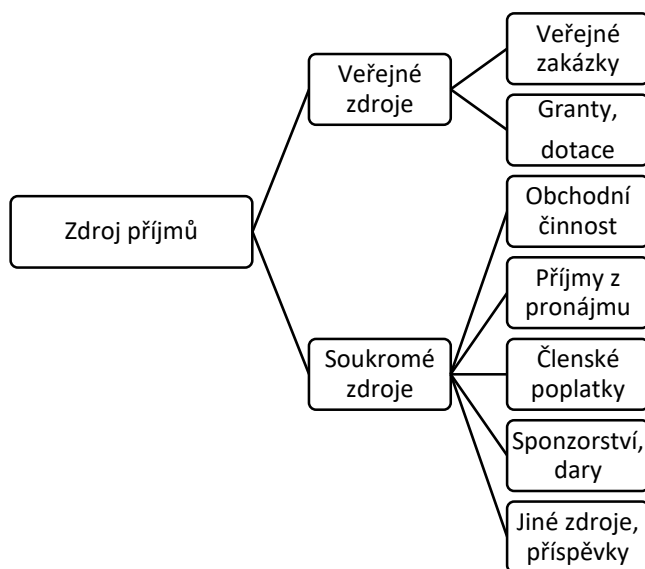 Zdroj příjmů
Veřejné
zdroje
Veřejné
zakázky
Granty,
dotace
Soukromé
zdroje
Obchodní
činnost
Příjmy z
pronájmu
Členské
poplatky
Sponzorství,
dary
Jiné zdroje,
příspěvky